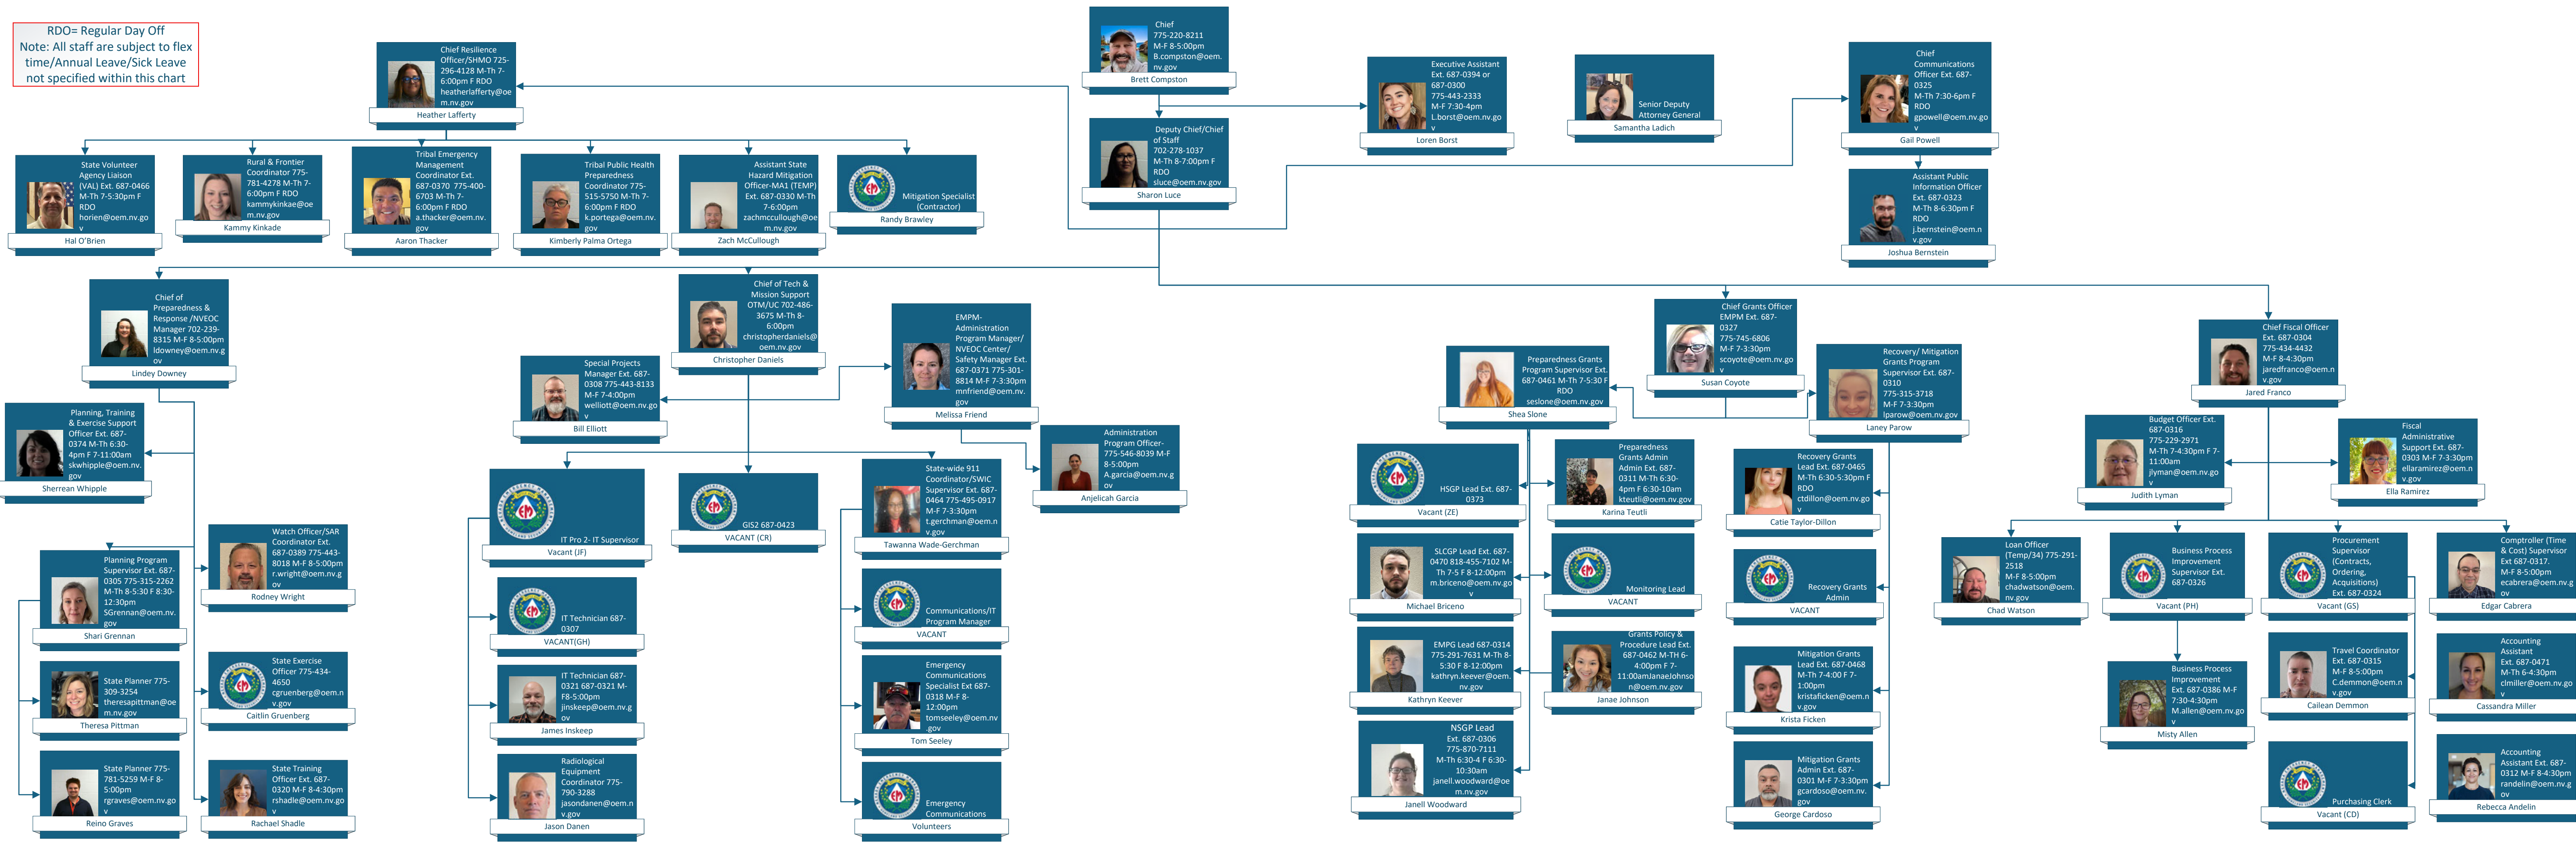 RDO= Regular Day Off
Note: All staff are subject to flex
time/Annual Leave/Sick Leave
not specified within this chart
Chief
775-220-8211
M-F 8-5:00pm
B.compston@oem.
nv.gov
Brett Compston
Chief Resilience
Officer/SHMO 725-
296-4128 M-Th 7-
6:00pm F RDO
heatherlafferty@oe
m.nv.gov
Heather Lafferty
Executive Assistant
Ext. 687-0394 or
687-0300
775-443-2333
M-F 7:30-4pm
L.borst@oem.nv.go
v
Loren Borst
Senior Deputy
Attorney General
Samantha Ladich
Chief
Communications
Officer Ext. 687-
0325
M-Th 7:30-6pm F
RDO
gpowell@oem.nv.go
v
Gail Powell
Deputy Chief/Chief
of Staff
702-278-1037
M-Th 8-7:00pm F
RDO
sluce@oem.nv.gov
Sharon Luce
Assistant Public
Information Officer
Ext. 687-0323
M-Th 8-6:30pm F
RDO
j.bernstein@oem.n
v.gov
Joshua Bernstein
State Volunteer
Agency Liaison
(VAL) Ext. 687-0466
M-Th 7-5:30pm F
RDO
horien@oem.nv.go
v
Hal O'Brien
Rural & Frontier
Coordinator 775-
781-4278 M-Th 7-
6:00pm F RDO
kammykinkae@oe
m.nv.gov
Kammy Kinkade
Tribal Emergency
Management
Coordinator Ext.
687-0370 775-400-
6703 M-Th 7-
6:00pm F RDO
a.thacker@oem.nv.
gov
Aaron Thacker
Tribal Public Health
Preparedness
Coordinator 775-
515-5750 M-Th 7-
6:00pm F RDO
k.portega@oem.nv.
gov
Kimberly Palma Ortega
Assistant State
Hazard Mitigation
Officer-MA1 (TEMP)
Ext. 687-0330 M-Th
7-6:00pm
zachmccullough@oe
m.nv.gov
Zach McCullough
Mitigation Specialist
(Contractor)
Randy Brawley
Chief of
Preparedness &
Response /NVEOC
Manager 702-239-
8315 M-F 8-5:00pm
ldowney@oem.nv.g
ov
Lindey Downey
Chief of Tech &
Mission Support
OTM/UC 702-486-
3675 M-Th 8-
6:00pm
christopherdaniels@
oem.nv.gov
Christopher Daniels
Special Projects
Manager Ext. 687-
0308 775-443-8133
M-F 7-4:00pm
welliott@oem.nv.go
v
Bill Elliott
EMPM-
Administration
Program Manager/
NVEOC Center/
Safety Manager Ext.
687-0371 775-301-
8814 M-F 7-3:30pm
mnfriend@oem.nv.
gov
Melissa Friend
Administration
Program Officer-
775-546-8039 M-F
8-5:00pm
A.garcia@oem.nv.g
ov
Anjelicah Garcia
Chief Grants Officer
EMPM Ext. 687-
0327
775-745-6806
M-F 7-3:30pm
scoyote@oem.nv.go
v
Susan Coyote
Preparedness Grants
Program Supervisor Ext.
687-0461 M-Th 7-5:30 F
RDO
seslone@oem.nv.gov
Shea Slone
Recovery/ Mitigation
Grants Program
Supervisor Ext. 687-
0310
775-315-3718
M-F 7-3:30pm
lparow@oem.nv.gov
Laney Parow
Chief Fiscal Officer
Ext. 687-0304
775-434-4432
M-F 8-4:30pm
jaredfranco@oem.n
v.gov
Jared Franco
Budget Officer Ext.
687-0316
775-229-2971
M-Th 7-4:30pm F 7-
11:00am
jlyman@oem.nv.go
v
Judith Lyman
Fiscal
Administrative
Support Ext. 687-
0303 M-F 7-3:30pm
ellaramirez@oem.n
v.gov
Ella Ramirez
Planning, Training
& Exercise Support
Officer Ext. 687-
0374 M-Th 6:30-
4pm F 7-11:00am
skwhipple@oem.nv.
gov
Sherrean Whipple
Planning Program
Supervisor Ext. 687-
0305 775-315-2262
M-Th 8-5:30 F 8:30-
12:30pm
SGrennan@oem.nv.
gov
Shari Grennan
State Planner 775-
309-3254
theresapittman@oe
m.nv.gov
Theresa Pittman
State Planner 775-
781-5259 M-F 8-
5:00pm
rgraves@oem.nv.go
v
Reino Graves
Watch Officer/SAR
Coordinator Ext.
687-0389 775-443-
8018 M-F 8-5:00pm
r.wright@oem.nv.g
ov
Rodney Wright
State Exercise
Officer 775-434-
4650
cgruenberg@oem.n
v.gov
Caitlin Gruenberg
State Training
Officer Ext. 687-
0320 M-F 8-4:30pm
rshadle@oem.nv.go
v
Rachael Shadle
IT Pro 2- IT Supervisor
Vacant (JF)
IT Technician 687-
0307
VACANT(GH)
IT Technician 687-
0321 687-0321 M-
F8-5:00pm
jinskeep@oem.nv.g
ov
James Inskeep
Radiological
Equipment
Coordinator 775-
790-3288
jasondanen@oem.n
v.gov
Jason Danen
GIS2 687-0423
VACANT (CR)
State-wide 911
Coordinator/SWIC
Supervisor Ext. 687-
0464 775-495-0917
M-F 7-3:30pm
t.gerchman@oem.n
v.gov
Tawanna Wade-Gerchman
Communications/IT
Program Manager
VACANT
Emergency
Communications
Specialist Ext 687-
0318 M-F 8-
12:00pm
tomseeley@oem.nv
.gov
Tom Seeley
Emergency
Communications
Volunteers
HSGP Lead Ext. 687-
0373
Vacant (ZE)
SLCGP Lead Ext. 687-
0470 818-455-7102 M-
Th 7-5 F 8-12:00pm
m.briceno@oem.nv.go
v
Michael Briceno
EMPG Lead 687-0314
775-291-7631 M-Th 8-
5:30 F 8-12:00pm
kathryn.keever@oem.
nv.gov
Kathryn Keever
NSGP Lead
Ext. 687-0306
775-870-7111
M-Th 6:30-4 F 6:30-
10:30am
janell.woodward@oe
m.nv.gov
Janell Woodward
Preparedness
Grants Admin
Admin Ext. 687-
0311 M-Th 6:30-
4pm F 6:30-10am
kteutli@oem.nv.gov
Karina Teutli
Monitoring Lead
VACANT
Grants Policy &
Procedure Lead Ext.
687-0462 M-TH 6-
4:00pm F 7-
11:00amJanaeJohnso
n@oem.nv.gov
Janae Johnson
Recovery Grants
Lead Ext. 687-0465
M-Th 6:30-5:30pm F
RDO
ctdillon@oem.nv.go
v
Catie Taylor-Dillon
Recovery Grants
Admin
VACANT
Mitigation Grants
Lead Ext. 687-0468
M-Th 7-4:00 F 7-
1:00pm
kristaficken@oem.n
v.gov
Krista Ficken
Mitigation Grants
Admin Ext. 687-
0301 M-F 7-3:30pm
gcardoso@oem.nv.
gov
George Cardoso
Loan Officer
(Temp/34) 775-291-
2518
M-F 8-5:00pm
chadwatson@oem.
nv.gov
Chad Watson
Business Process
Improvement
Supervisor Ext.
687-0326
Vacant (PH)
Business Process
Improvement
Ext. 687-0386 M-F
7:30-4:30pm
M.allen@oem.nv.go
v
Misty Allen
Procurement
Supervisor
(Contracts,
Ordering,
Acquisitions)
Ext. 687-0324
Vacant (GS)
Travel Coordinator
Ext. 687-0315
M-F 8-5:00pm
C.demmon@oem.n
v.gov
Cailean Demmon
Purchasing Clerk
Vacant (CD)
Comptroller (Time
& Cost) Supervisor
Ext 687-0317.
M-F 8-5:00pm
ecabrera@oem.nv.g
ov
Edgar Cabrera
Accounting
Assistant
Ext. 687-0471
M-Th 6-4:30pm
clmiller@oem.nv.go
v
Cassandra Miller
Accounting
Assistant Ext. 687-
0312 M-F 8-4:30pm
randelin@oem.nv.g
ov
Rebecca Andelin